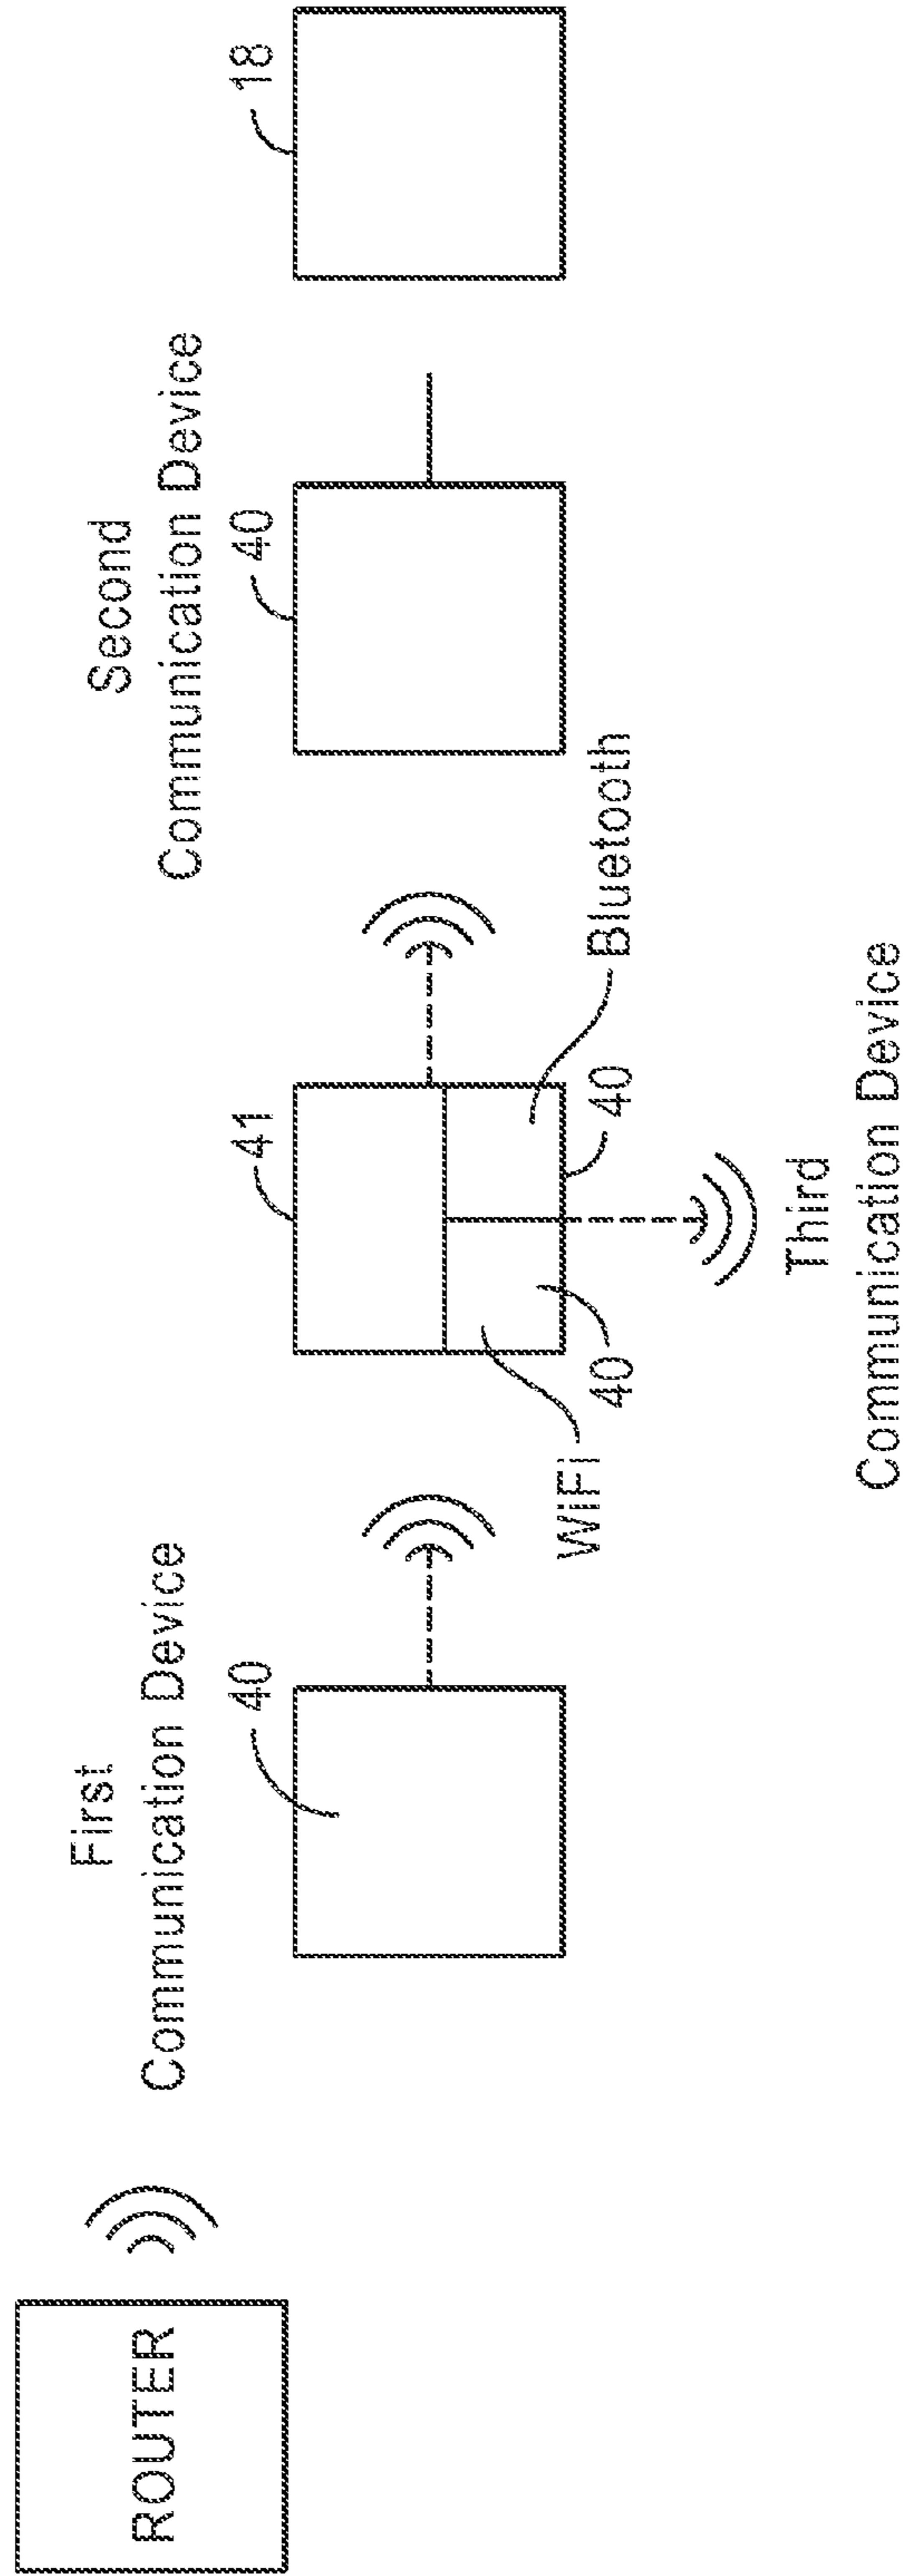 ROUTER
First
Communication Device
40
WiFi
40
41
40
Bluetooth
Third
Communication Device
Second
Communication Device
40
18